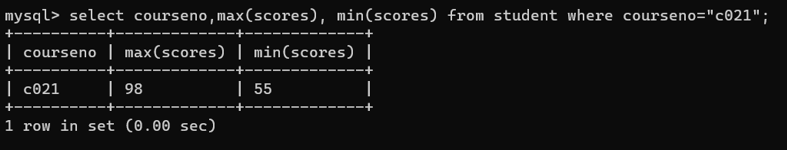 mysql> select courseno,max(scores), min(scores) from student where courseno="c021";
+----------+-------------+-------------+
| courseno | max(scores) | min(scores) |
+----------+-------------+-------------+
| c021     | 98          | 55          |
+----------+-------------+-------------+
1 row in set (0.00 sec)